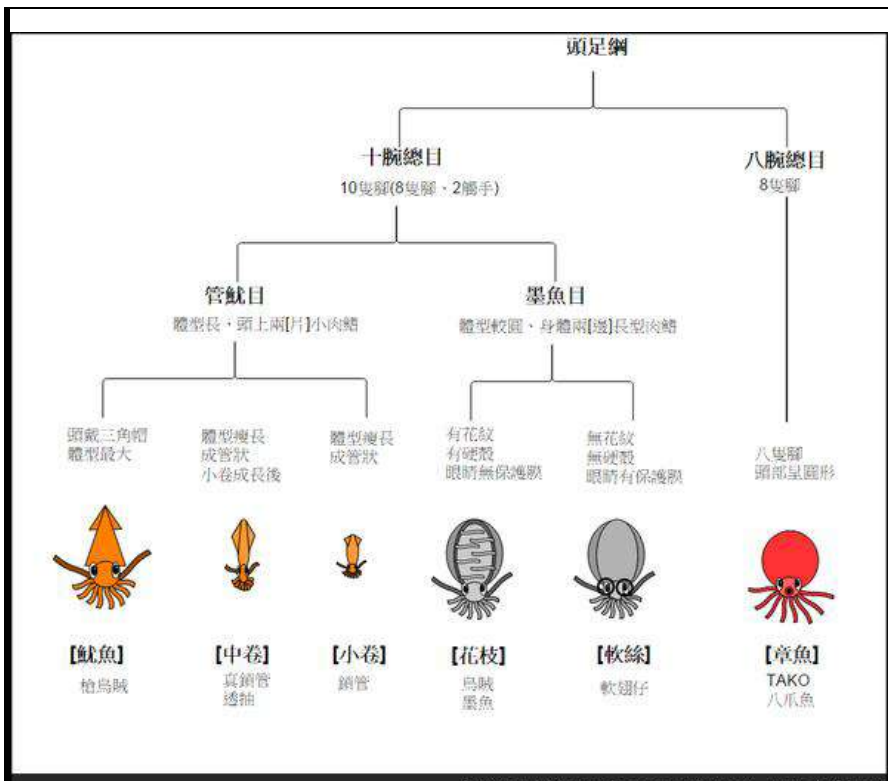 頭足綱
十腕總目
10隻腳(8隻腳、2觸手)
八腕總目
8隻腳
管魷目
體型長、頭上兩[片]小肉鰭
墨魚目
體型較圓、身體兩[邊]長型肉鰭
頭戴三角帽
體型最大
體型瘦長
成管狀
小卷成長後
體型瘦長
成管狀
有花紋
有硬殼
眼睛無保護膜
無花紋
無硬殼
眼睛有保護膜
八隻腳
頭部呈圓形
[魷魚]
槍烏賊
[中卷]
真鎖管
透抽
[小卷]
鎖管
[花枝]
烏賊
墨魚
[軟絲]
軟翅仔
[章魚]
TAKO
八爪魚